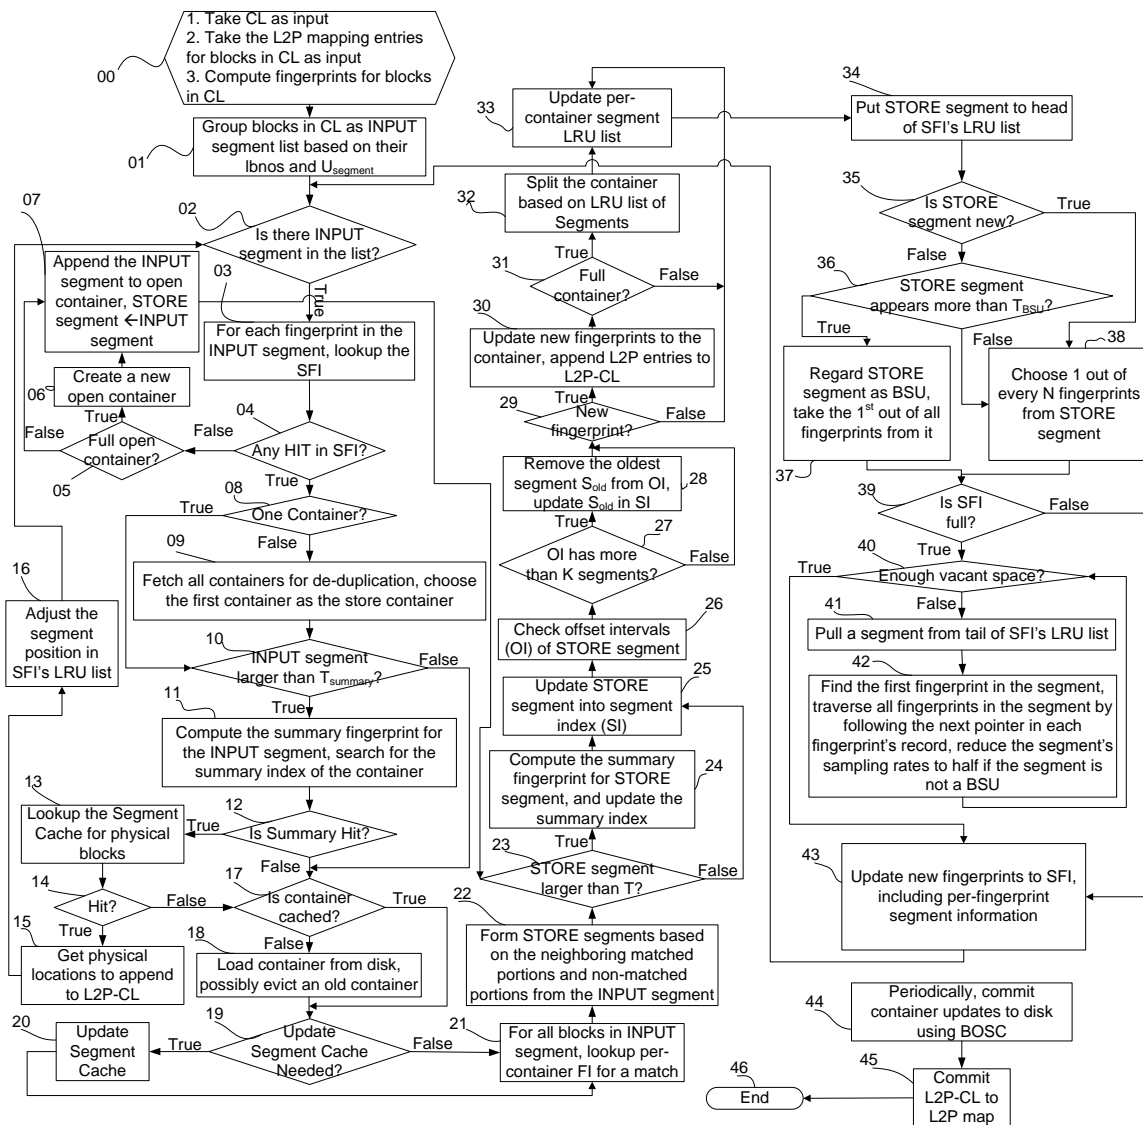 1. Take CL as input
2. Take the L2P mapping entries
for blocks in CL as input
3. Compute fingerprints for blocks
in CL
00
Group blocks in CL as INPUT
segment list based on their
lbnos and Usegment
01
02
Is there INPUT
segment in the list?
True
03
For each fingerprint in the
INPUT segment, lookup the
SFI
04
Any HIT in SFI?
False
True
05
Full open
container?
False
True
06
Create a new
open container
07
Append the INPUT
segment to open
container, STORE
segment ←INPUT
segment
08
One Container?
True
False
09
Fetch all containers for de-duplication, choose
the first container as the store container
10
INPUT segment
larger than Tsummary?
False
True
11
Compute the summary fingerprint for
the INPUT segment, search for the
summary index of the container
12
Is Summary Hit?
True
False
13
Lookup the Segment
Cache for physical
blocks
14
Hit?
False
True
15
Get physical
locations to append
to L2P-CL
16
Adjust the
segment
position in
SFI's LRU list
17
Is container
cached?
True
False
18
Load container from disk,
possibly evict an old container
19
Update
Segment Cache
Needed?
True
False
20
Update
Segment
Cache
21
For all blocks in INPUT
segment, lookup per-
container FI for a match
22
Form STORE segments based
on the neighboring matched
portions and non-matched
portions from the INPUT segment
23
STORE segment
larger than T?
True
False
24
Compute the summary
fingerprint for STORE
segment, and update the
summary index
25
Update STORE
segment into segment
index (SI)
26
Check offset intervals
(OI) of STORE segment
27
OI has more
than K segments?
True
False
28
Remove the oldest
segment Sold from OI,
update Sold in SI
29
New
fingerprint?
True
False
30
Update new fingerprints to the
container, append L2P entries to
L2P-CL
31
Full
container?
True
False
32
Split the container
based on LRU list of
Segments
33
Update per-
container segment
LRU list
34
Put STORE segment to head
of SFI's LRU list
35
Is STORE
segment new?
True
False
36
STORE segment
appears more than TBSU?
True
False
37
Regard STORE
segment as BSU,
take the 1st out of all
fingerprints from it
38
Choose 1 out of
every N fingerprints
from STORE
segment
39
Is SFI
full?
False
True
40
Enough vacant space?
True
False
41
Pull a segment from tail of SFI's LRU list
42
Find the first fingerprint in the segment,
traverse all fingerprints in the segment by
following the next pointer in each
fingerprint's record, reduce the segment's
sampling rates to half if the segment is
not a BSU
43
Update new fingerprints to SFI,
including per-fingerprint
segment information
44
Periodically, commit
container updates to disk
using BOSC
45
Commit
L2P-CL to
L2P map
46
End